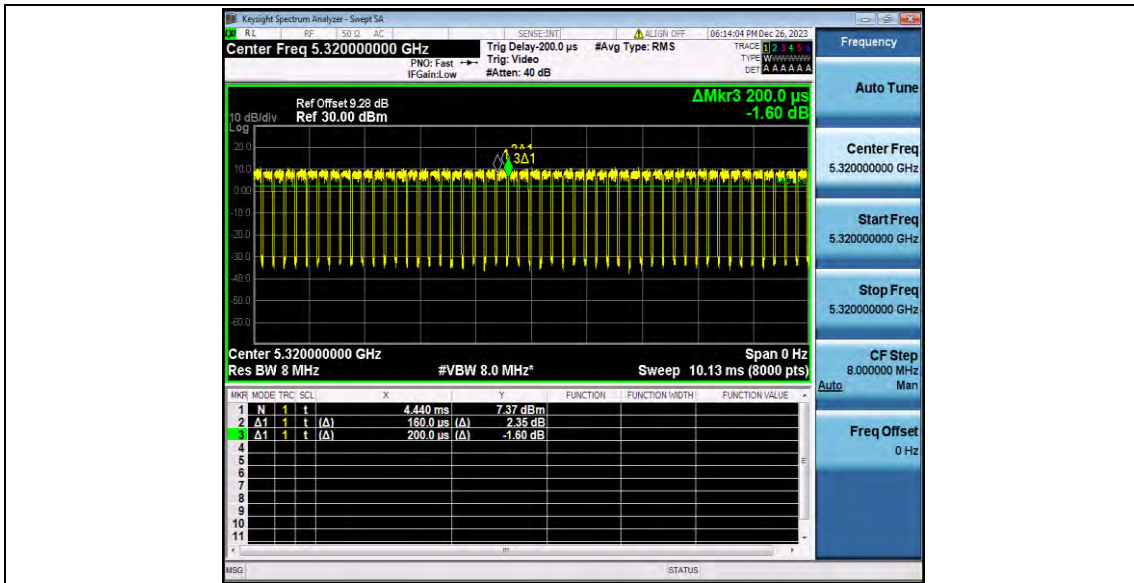 Keysight Spectrum Analyzer - Swept SA
RL RF 50 Ω AC SENSE:INT ALIGN OFF 06:14:04 PM Dec 26, 2023
Center Freq 5.320000000 GHz
Trig Delay-200.0 µs #Avg Type: RMS
PNO: Fast Trig: Video
IFGain:Low #Atten: 40 dB
TRACE 1 2 3 4 5 6
TYPE WWWWWW
DET A A A A A A
Frequency
ΔMkr3 200.0 µs
-1.60 dB
Ref Offset 9.28 dB
10 dB/div Ref 30.00 dBm
Log
20.0
10.0
0.00
-10.0
-20.0
-30.0
-40.0
-50.0
-60.0
3Δ1
Center 5.320000000 GHz Span 0 Hz
Res BW 8 MHz #VBW 8.0 MHz* Sweep 10.13 ms (8000 pts)
MKR MODE TRC SCL X Y FUNCTION FUNCTION WIDTH FUNCTION VALUE
1 N 1 t 4.440 ms 7.37 dBm
2 Δ1 1 t (Δ) 160.0 µs (Δ) 2.35 dB
3 Δ1 1 t (Δ) 200.0 µs (Δ) -1.60 dB
4
5
6
7
8
9
10
11
MSG STATUS
Auto Tune
Center Freq
5.320000000 GHz
Start Freq
5.320000000 GHz
Stop Freq
5.320000000 GHz
CF Step
8.000000 MHz
Auto Man
Freq Offset
0 Hz